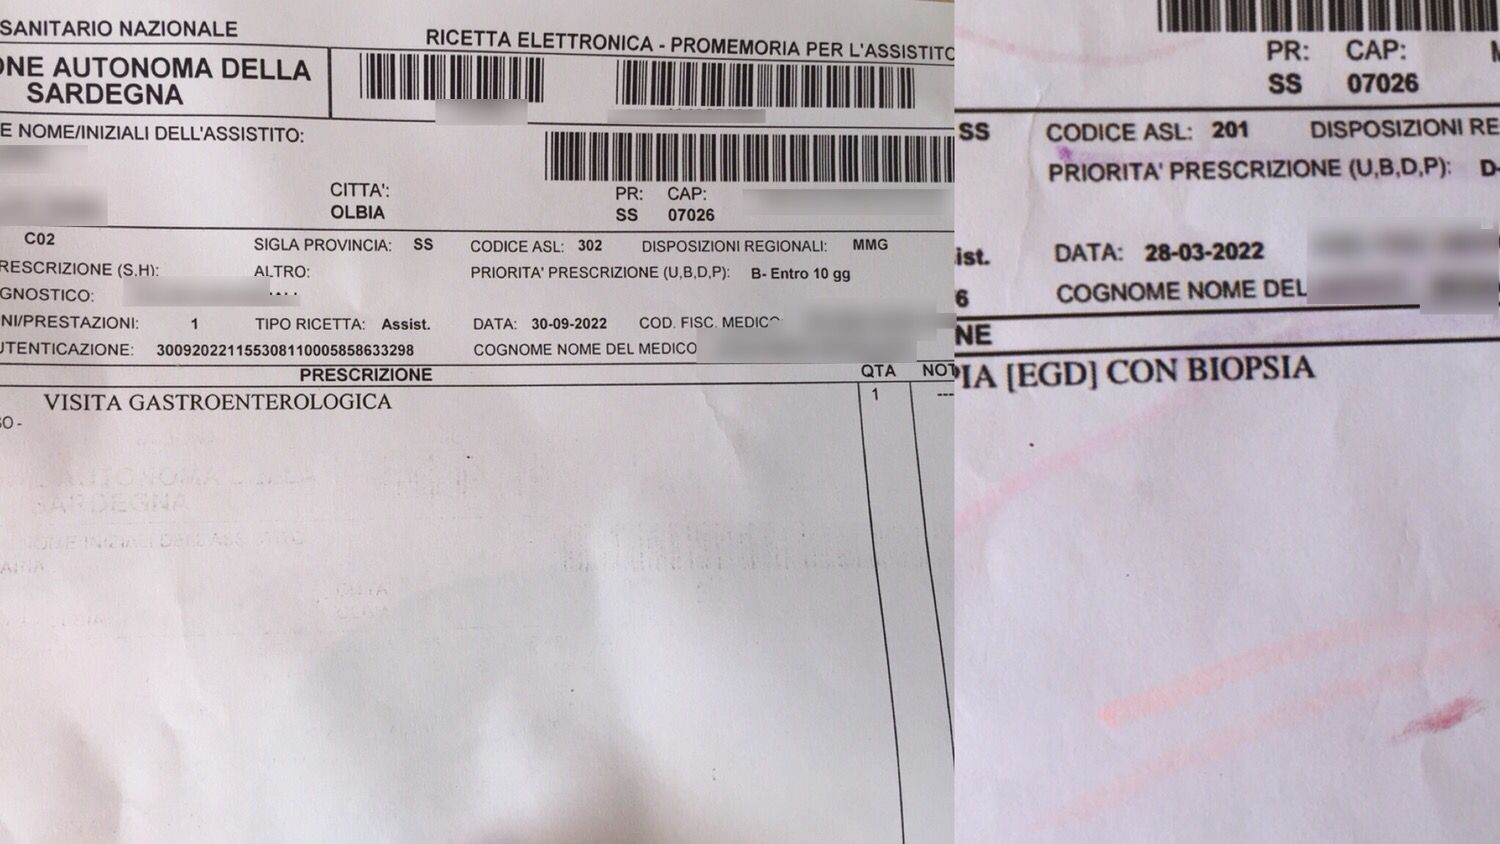 SANITARIO NAZIONALE
RICETTA ELETTRONICA - PROMEMORIA PER L'ASSISTITO
ONE AUTONOMA DELLA
SARDEGNA
E NOME/INIZIALI DELL'ASSISTITO:
CITTA': PR: CAP:
OLBIA SS 07026
C02 SIGLA PROVINCIA: SS CODICE ASL: 302 DISPOSIZIONI REGIONALI: MMG
RESCRIZIONE (S.H): ALTRO: PRIORITA' PRESCRIZIONE (U,B,D,P): B- Entro 10 gg
GNOSTICO:
NI/PRESTAZIONI: 1 TIPO RICETTA: Assist. DATA: 30-09-2022 COD. FISC. MEDICO
UTENTICAZIONE: 300920221155308110005858633298 COGNOME NOME DEL MEDICO
PRESCRIZIONE QTA NOT
VISITA GASTROENTEROLOGICA 1 ---
SO -
PR: CAP: M
SS 07026
SS CODICE ASL: 201 DISPOSIZIONI RE
PRIORITA' PRESCRIZIONE (U,B,D,P): D-
ist. DATA: 28-03-2022
6 COGNOME NOME DEL
NE
IA [EGD] CON BIOPSIA